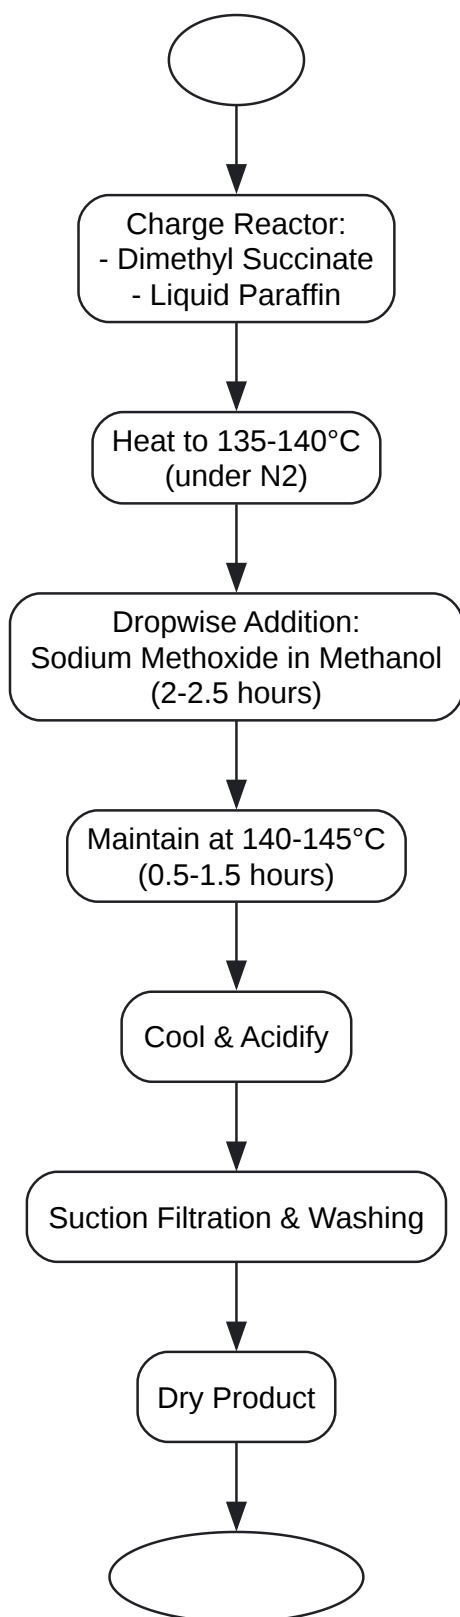 Charge Reactor:
- Dimethyl Succinate
- Liquid Paraffin
Heat to 135-140°C
(under N2)
Dropwise Addition:
Sodium Methoxide in Methanol
(2-2.5 hours)
Maintain at 140-145°C
(0.5-1.5 hours)
Cool & Acidify
Suction Filtration & Washing
Dry Product